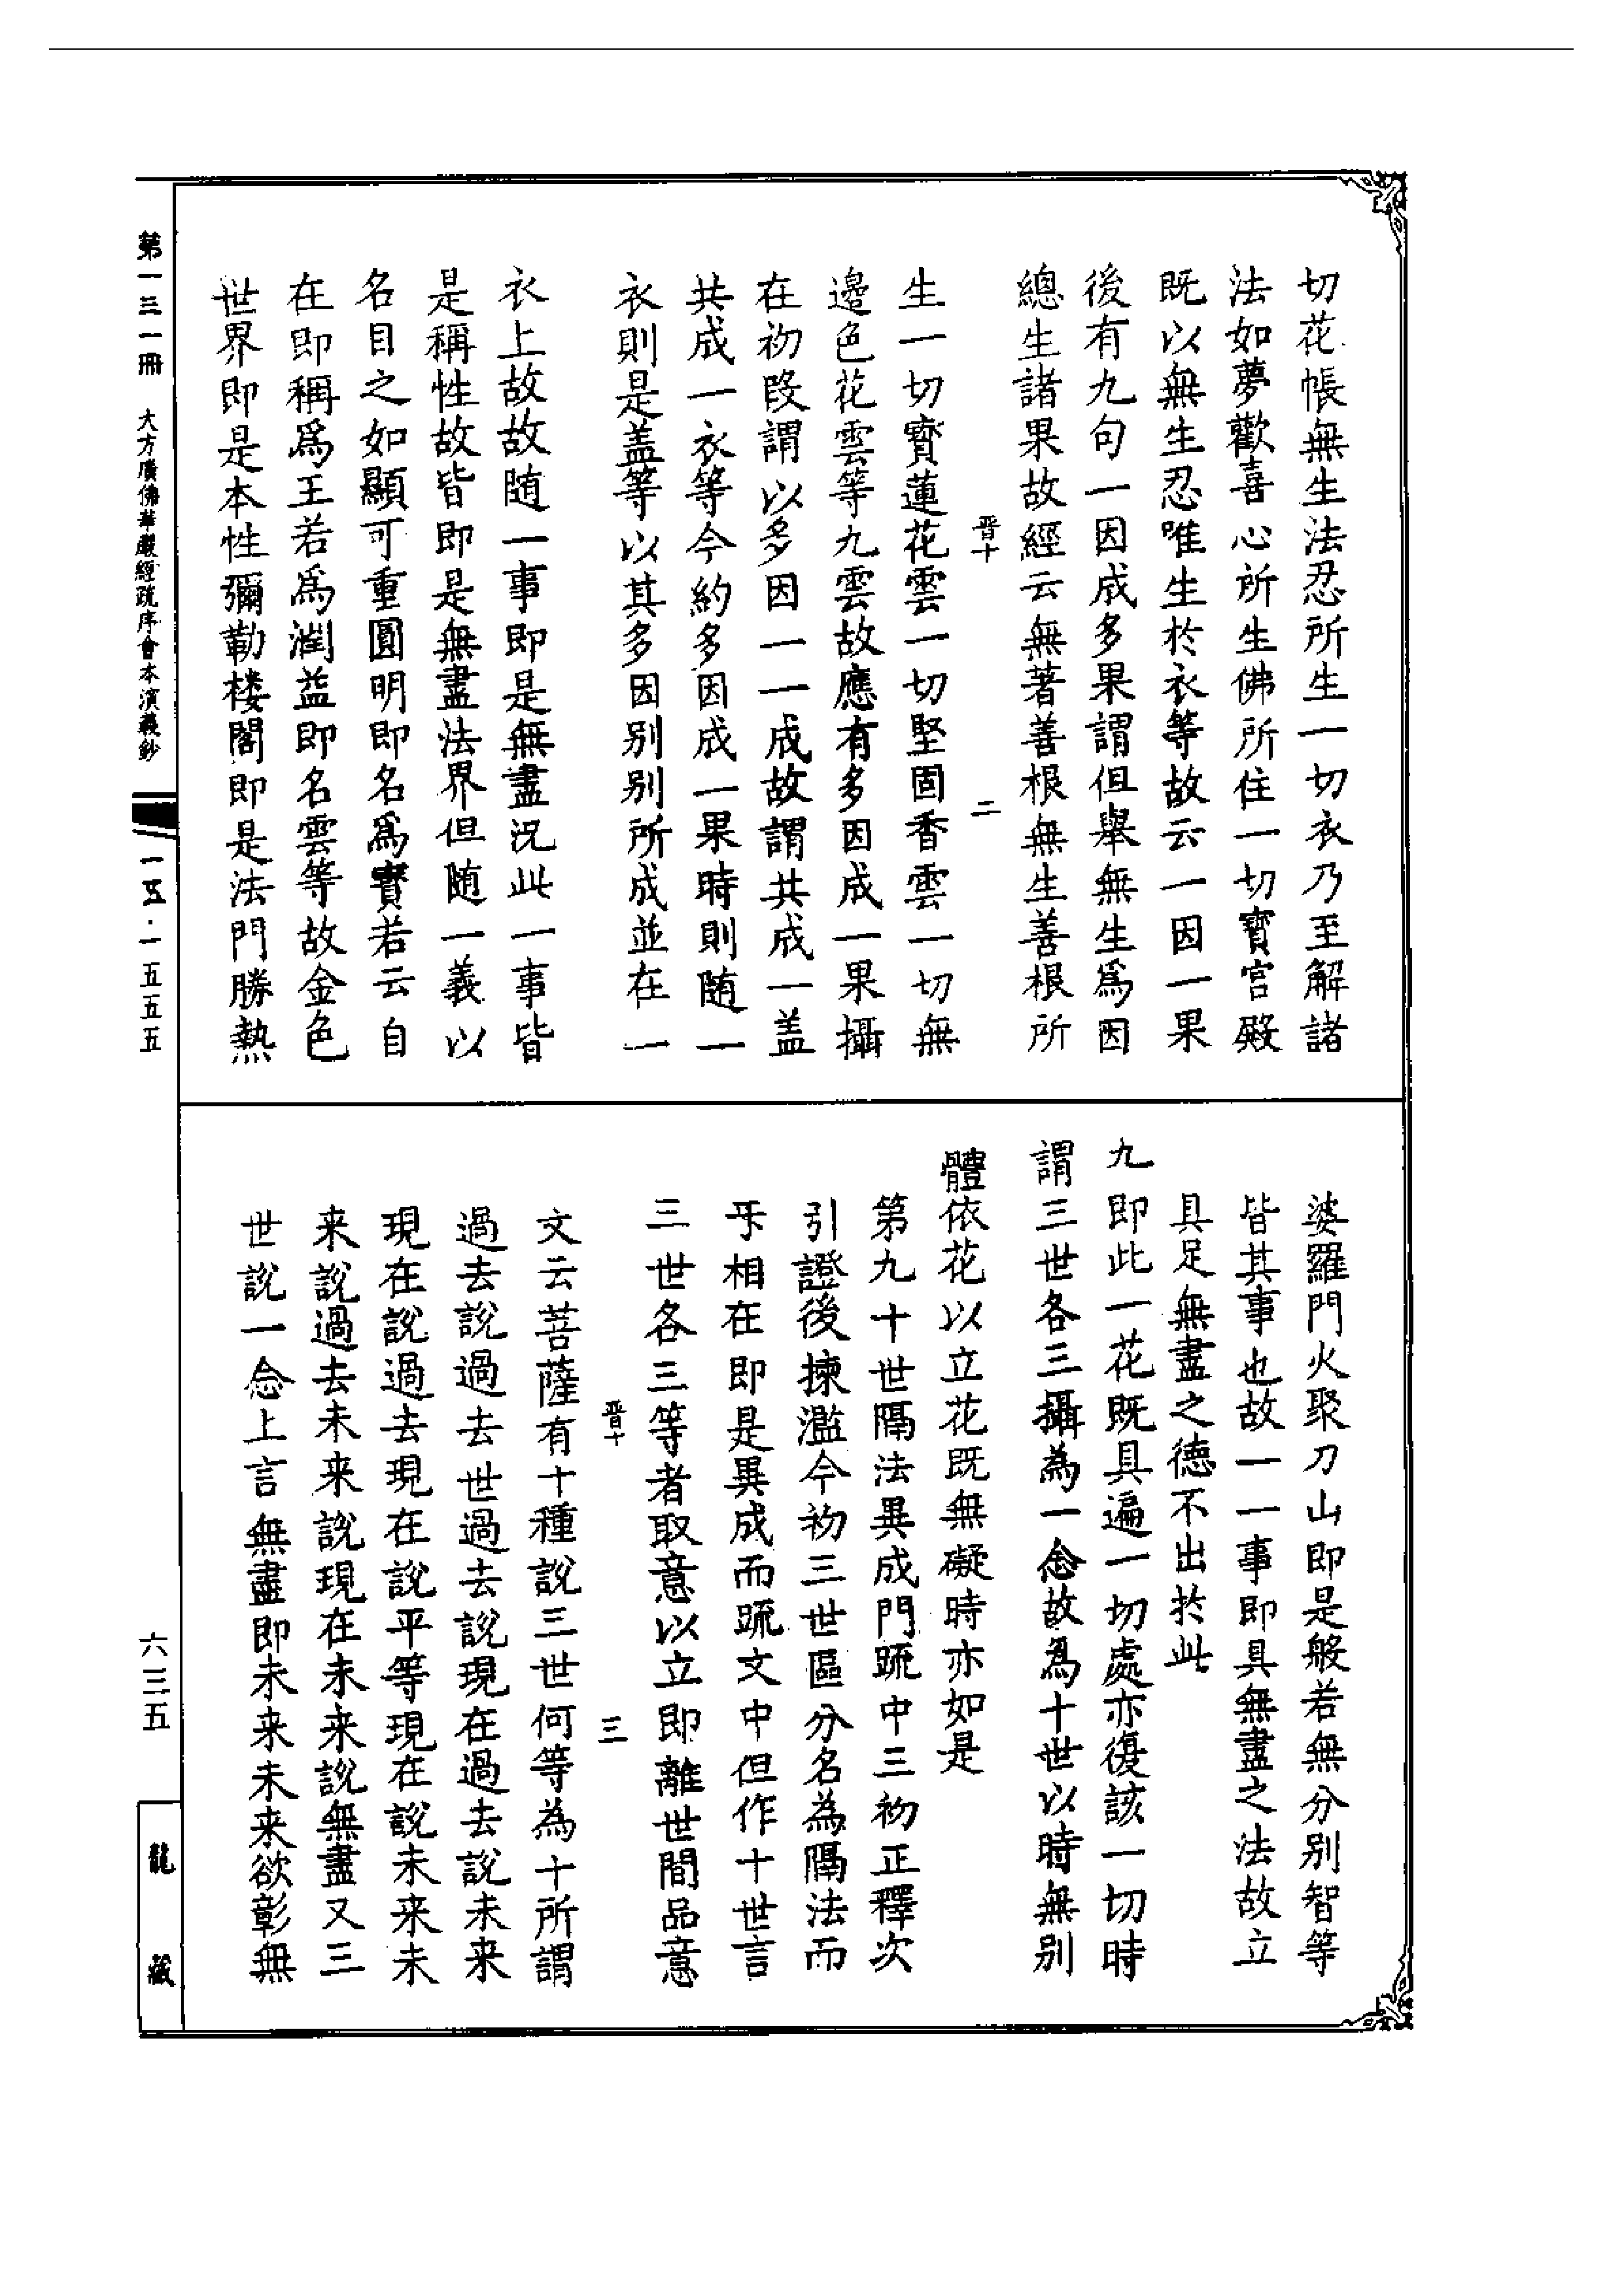 切花帳無生法忍所生一切衣乃至解諸
法如夢歡喜心所生佛所住一切寶宮殿
既以無生忍唯生於衣等故云一因一果
後有九句一因成多果謂但舉無生爲因
總生諸果故經云無著善根無生善根所
晋十 二
生一切寶蓮花雲一切堅固香雲一切無
邊色花雲等九雲故應有多因成一果攝
在初段謂以多因一一成故謂共成一盖
共成一衣等今約多因成一果時則随一
衣則是盖等以其多因別別所成並在一
衣上故故随一事即是無盡況此一事皆
是稱性故皆即是無盡法界但随一義以
名目之如顯可重圓明即名爲寶若云自
在即稱爲王若爲潤益即名雲等故金色
世界即是本性彌勒楼閣即是法門勝熱
婆羅門火聚刀山即是般若無分別智等
皆其事也故一一事即具無盡之法故立
具足無盡之德不出於此
九即此一花既具遍一切處亦復該一切時
謂三世各三攝為一念故為十世以時無別
體依花以立花既無礙時亦如是
第九十世隔法異成門疏中三初正釋次
引證後揀濫今初三世區分名為隔法而
㸦相在即是異成而疏文中但作十世言
三世各三等者取意以立即離世間品意
晋十 三
文云菩薩有十種說三世何等為十所謂
過去說過去世過去說現在過去說未来
現在說過去現在說平等現在說未来未
来說過去未来說現在未来說無盡又三
世說一念上言無盡即未来未来欲彰無
第一三一冊 大方廣佛華嚴經疏序會本演義鈔 一五·一五五五
六三五
龍藏